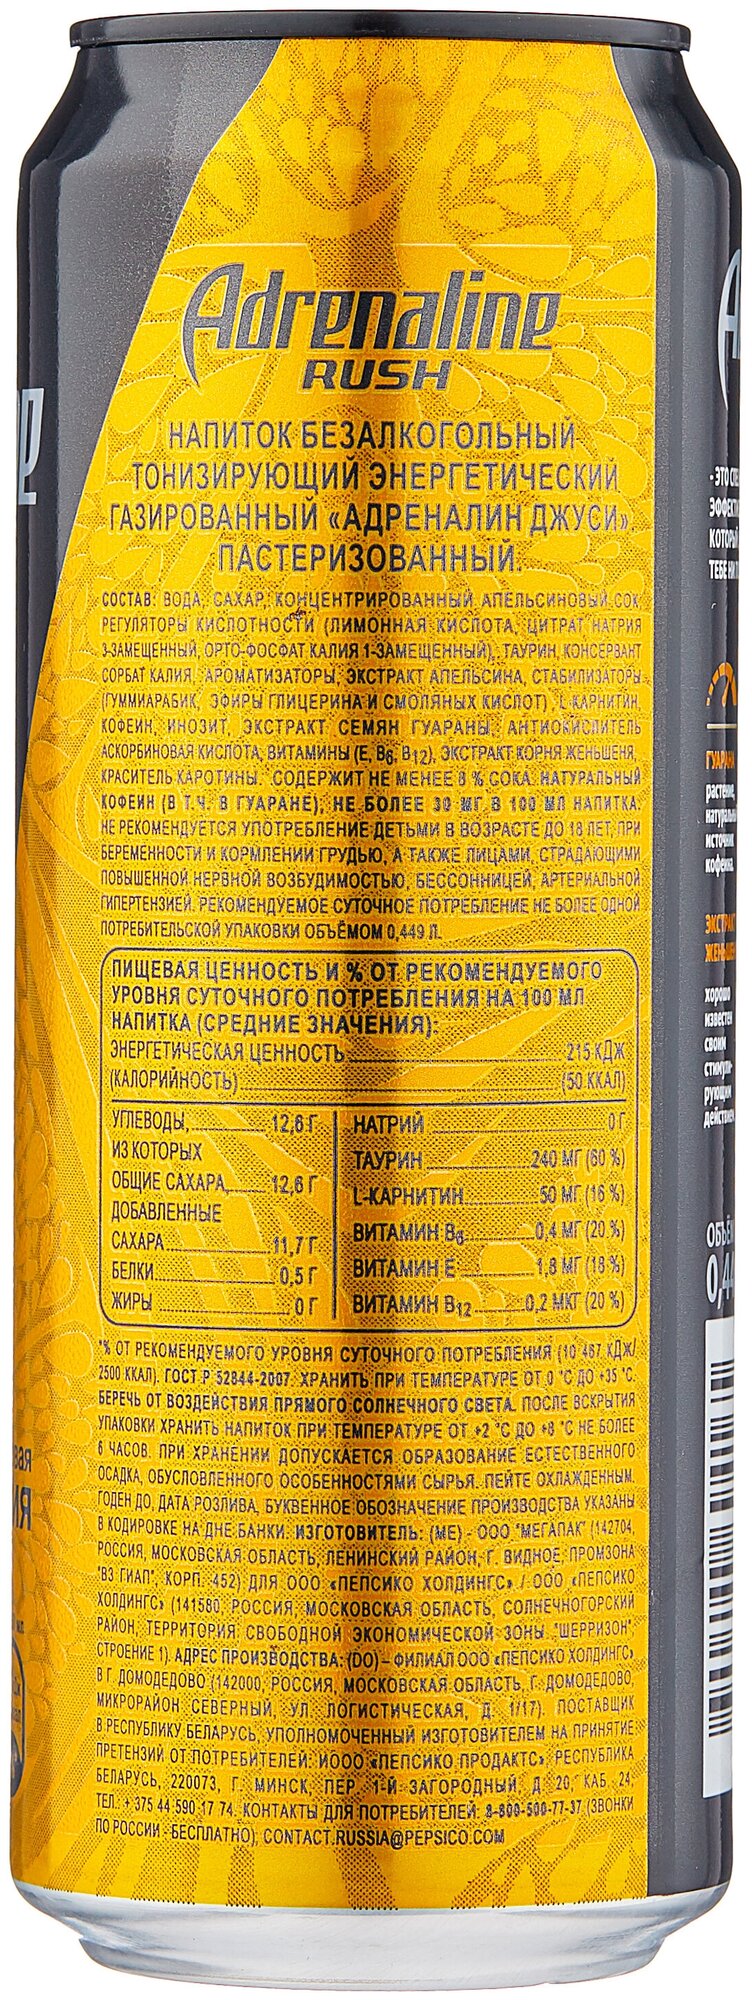 Adrenaline
RUSH
НАПИТОК БЕЗАЛКОГОЛЬНЫЙ
ТОНИЗИРУЮЩИЙ ЭНЕРГЕТИЧЕСКИЙ
ГАЗИРОВАННЫЙ «АДРЕНАЛИН ДЖУСИ».
ПАСТЕРИЗОВАННЫЙ.
СОСТАВ: ВОДА, САХАР, КОНЦЕНТРИРОВАННЫЙ АПЕЛЬСИНОВЫЙ СОК,
РЕГУЛЯТОРЫ КИСЛОТНОСТИ (ЛИМОННАЯ КИСЛОТА, ЦИТРАТ НАТРИЯ
3-ЗАМЕЩЕННЫЙ, ОРТО-ФОСФАТ КАЛИЯ 1-ЗАМЕЩЕННЫЙ), ТАУРИН, КОНСЕРВАНТ
СОРБАТ КАЛИЯ, АРОМАТИЗАТОРЫ, ЭКСТРАКТ АПЕЛЬСИНА, СТАБИЛИЗАТОРЫ
(ГУММИАРАБИК, ЭФИРЫ ГЛИЦЕРИНА И СМОЛЯНЫХ КИСЛОТ), L-КАРНИТИН,
КОФЕИН, ИНОЗИТ, ЭКСТРАКТ СЕМЯН ГУАРАНЫ, АНТИОКИСЛИТЕЛЬ
АСКОРБИНОВАЯ КИСЛОТА, ВИТАМИНЫ (E, B6, B12), ЭКСТРАКТ КОРНЯ ЖЕНЬШЕНЯ,
КРАСИТЕЛЬ КАРОТИНЫ. СОДЕРЖИТ НЕ МЕНЕЕ 8 % СОКА. НАТУРАЛЬНЫЙ
КОФЕИН (В Т.Ч. В ГУАРАНЕ), НЕ БОЛЕЕ 30 МГ В 100 МЛ НАПИТКА.
НЕ РЕКОМЕНДУЕТСЯ УПОТРЕБЛЕНИЕ ДЕТЬМИ В ВОЗРАСТЕ ДО 18 ЛЕТ, ПРИ
БЕРЕМЕННОСТИ И КОРМЛЕНИИ ГРУДЬЮ, А ТАКЖЕ ЛИЦАМИ, СТРАДАЮЩИМИ
ПОВЫШЕННОЙ НЕРВНОЙ ВОЗБУДИМОСТЬЮ, БЕССОННИЦЕЙ, АРТЕРИАЛЬНОЙ
ГИПЕРТЕНЗИЕЙ. РЕКОМЕНДУЕМОЕ СУТОЧНОЕ ПОТРЕБЛЕНИЕ НЕ БОЛЕЕ ОДНОЙ
ПОТРЕБИТЕЛЬСКОЙ УПАКОВКИ ОБЪЁМОМ 0,449 Л.
ПИЩЕВАЯ ЦЕННОСТЬ И % ОТ РЕКОМЕНДУЕМОГО
УРОВНЯ СУТОЧНОГО ПОТРЕБЛЕНИЯ НА 100 МЛ
НАПИТКА (СРЕДНИЕ ЗНАЧЕНИЯ):
ЭНЕРГЕТИЧЕСКАЯ ЦЕННОСТЬ 215 КДЖ
(КАЛОРИЙНОСТЬ) (50 ККАЛ)
УГЛЕВОДЫ, 12,6 Г
ИЗ КОТОРЫХ
ОБЩИЕ САХАРА 12,6 Г
ДОБАВЛЕННЫЕ
САХАРА 11,7 Г
БЕЛКИ 0,5 Г
ЖИРЫ 0 Г
НАТРИЙ 0 Г
ТАУРИН 240 МГ (60 %)
L-КАРНИТИН 50 МГ (16 %)
ВИТАМИН B6 0,4 МГ (20 %)
ВИТАМИН E 1,8 МГ (18 %)
ВИТАМИН B12 0,2 МКГ (20 %)
*% ОТ РЕКОМЕНДУЕМОГО УРОВНЯ СУТОЧНОГО ПОТРЕБЛЕНИЯ (10 467 КДЖ/
2500 ККАЛ). ГОСТ Р 52844-2007. ХРАНИТЬ ПРИ ТЕМПЕРАТУРЕ ОТ 0 °С ДО +35 °С.
БЕРЕЧЬ ОТ ВОЗДЕЙСТВИЯ ПРЯМОГО СОЛНЕЧНОГО СВЕТА. ПОСЛЕ ВСКРЫТИЯ
УПАКОВКИ ХРАНИТЬ НАПИТОК ПРИ ТЕМПЕРАТУРЕ ОТ +2 °С ДО +8 °С НЕ БОЛЕЕ
6 ЧАСОВ. ПРИ ХРАНЕНИИ ДОПУСКАЕТСЯ ОБРАЗОВАНИЕ ЕСТЕСТВЕННОГО
ОСАДКА, ОБУСЛОВЛЕННОГО ОСОБЕННОСТЯМИ СЫРЬЯ. ПЕЙТЕ ОХЛАЖДЕННЫМ.
ГОДЕН ДО, ДАТА РОЗЛИВА, БУКВЕННОЕ ОБОЗНАЧЕНИЕ ПРОИЗВОДСТВА УКАЗАНЫ
В КОДИРОВКЕ НА ДНЕ БАНКИ. ИЗГОТОВИТЕЛЬ: (МЕ) - ООО "МЕГАПАК" (142704,
РОССИЯ, МОСКОВСКАЯ ОБЛАСТЬ, ЛЕНИНСКИЙ РАЙОН, Г. ВИДНОЕ, ПРОМЗОНА
"ВЗ ГИАП", КОРП. 452) ДЛЯ ООО «ПЕПСИКО ХОЛДИНГС» / ООО «ПЕПСИКО
ХОЛДИНГС» (141580, РОССИЯ, МОСКОВСКАЯ ОБЛАСТЬ, СОЛНЕЧНОГОРСКИЙ
РАЙОН, ТЕРРИТОРИЯ СВОБОДНОЙ ЭКОНОМИЧЕСКОЙ ЗОНЫ "ШЕРРИЗОН",
СТРОЕНИЕ 1). АДРЕС ПРОИЗВОДСТВА: (DO) – ФИЛИАЛ ООО «ПЕПСИКО ХОЛДИНГС»
В Г. ДОМОДЕДОВО (142000, РОССИЯ, МОСКОВСКАЯ ОБЛАСТЬ, Г. ДОМОДЕДОВО,
МИКРОРАЙОН СЕВЕРНЫЙ, УЛ. ЛОГИСТИЧЕСКАЯ, Д. 1/17). ПОСТАВЩИК
В РЕСПУБЛИКУ БЕЛАРУСЬ, УПОЛНОМОЧЕННЫЙ ИЗГОТОВИТЕЛЕМ НА ПРИНЯТИЕ
ПРЕТЕНЗИЙ ОТ ПОТРЕБИТЕЛЕЙ: ИООО «ПЕПСИКО ПРОДАКТС», РЕСПУБЛИКА
БЕЛАРУСЬ, 220073, Г. МИНСК, ПЕР. 1-Й ЗАГОРОДНЫЙ, Д. 20, КАБ. 24,
ТЕЛ. + 375 44 590 17 74. КОНТАКТЫ ДЛЯ ПОТРЕБИТЕЛЕЙ: 8-800-500-77-37 (ЗВОНКИ
ПО РОССИИ - БЕСПЛАТНО), CONTACT.RUSSIA@PEPSICO.COM
- ЭТО
КОТОРЫЙ
ТЕБЕ
ГУАРАНА
растение,
источник
кофеина.
ЭКСТРАКТ
ЖЕНЬШЕНЯ
хорошо
известен
своим
стимули-
рующим
действием